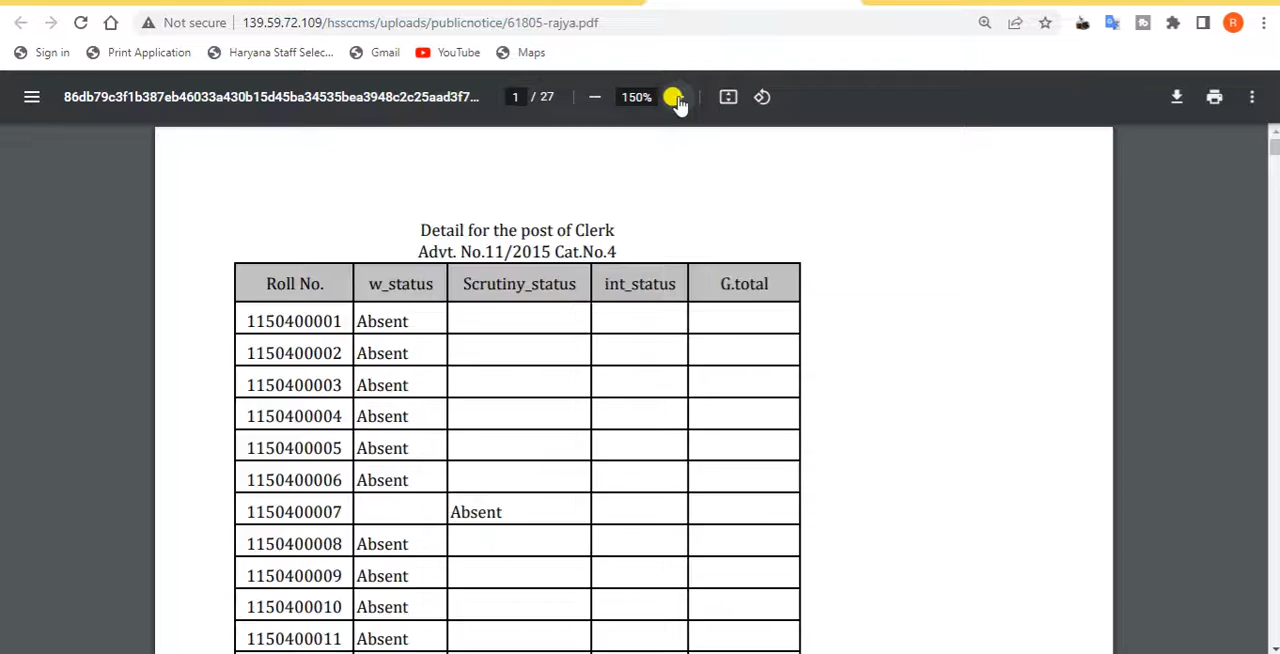 Not secure 139.59.72.109/hssccms/uploads/publicnotice/61805-rajya.pdf R
Sign in Print Application Haryana Staff Selec... Gmail YouTube Maps
86db79c3f1b387eb46033a430b15d45ba34535bea3948c2c25aad3f7... 1 / 27 150%
Detail for the post of Clerk
Advt. No.11/2015 Cat.No.4
Roll No. w_status Scrutiny_status int_status G.total
1150400001 Absent
1150400002 Absent
1150400003 Absent
1150400004 Absent
1150400005 Absent
1150400006 Absent
1150400007 Absent
1150400008 Absent
1150400009 Absent
1150400010 Absent
1150400011 Absent